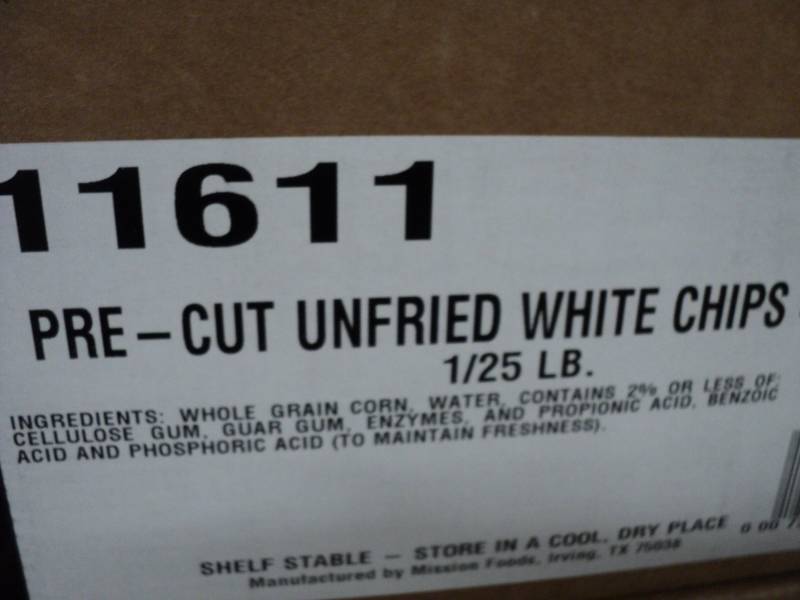 11611
PRE-CUT UNFRIED WHITE CHIPS
1/25 LB.
INGREDIENTS: WHOLE GRAIN CORN, WATER, CONTAINS 2% OR LESS OF:
CELLULOSE GUM, GUAR GUM, ENZYMES, AND PROPIONIC ACID, BENZOIC
ACID AND PHOSPHORIC ACID (TO MAINTAIN FRESHNESS).
SHELF STABLE - STORE IN A COOL, DRY PLACE
Manufactured by Mission Foods, Irving, TX 75038
0 00